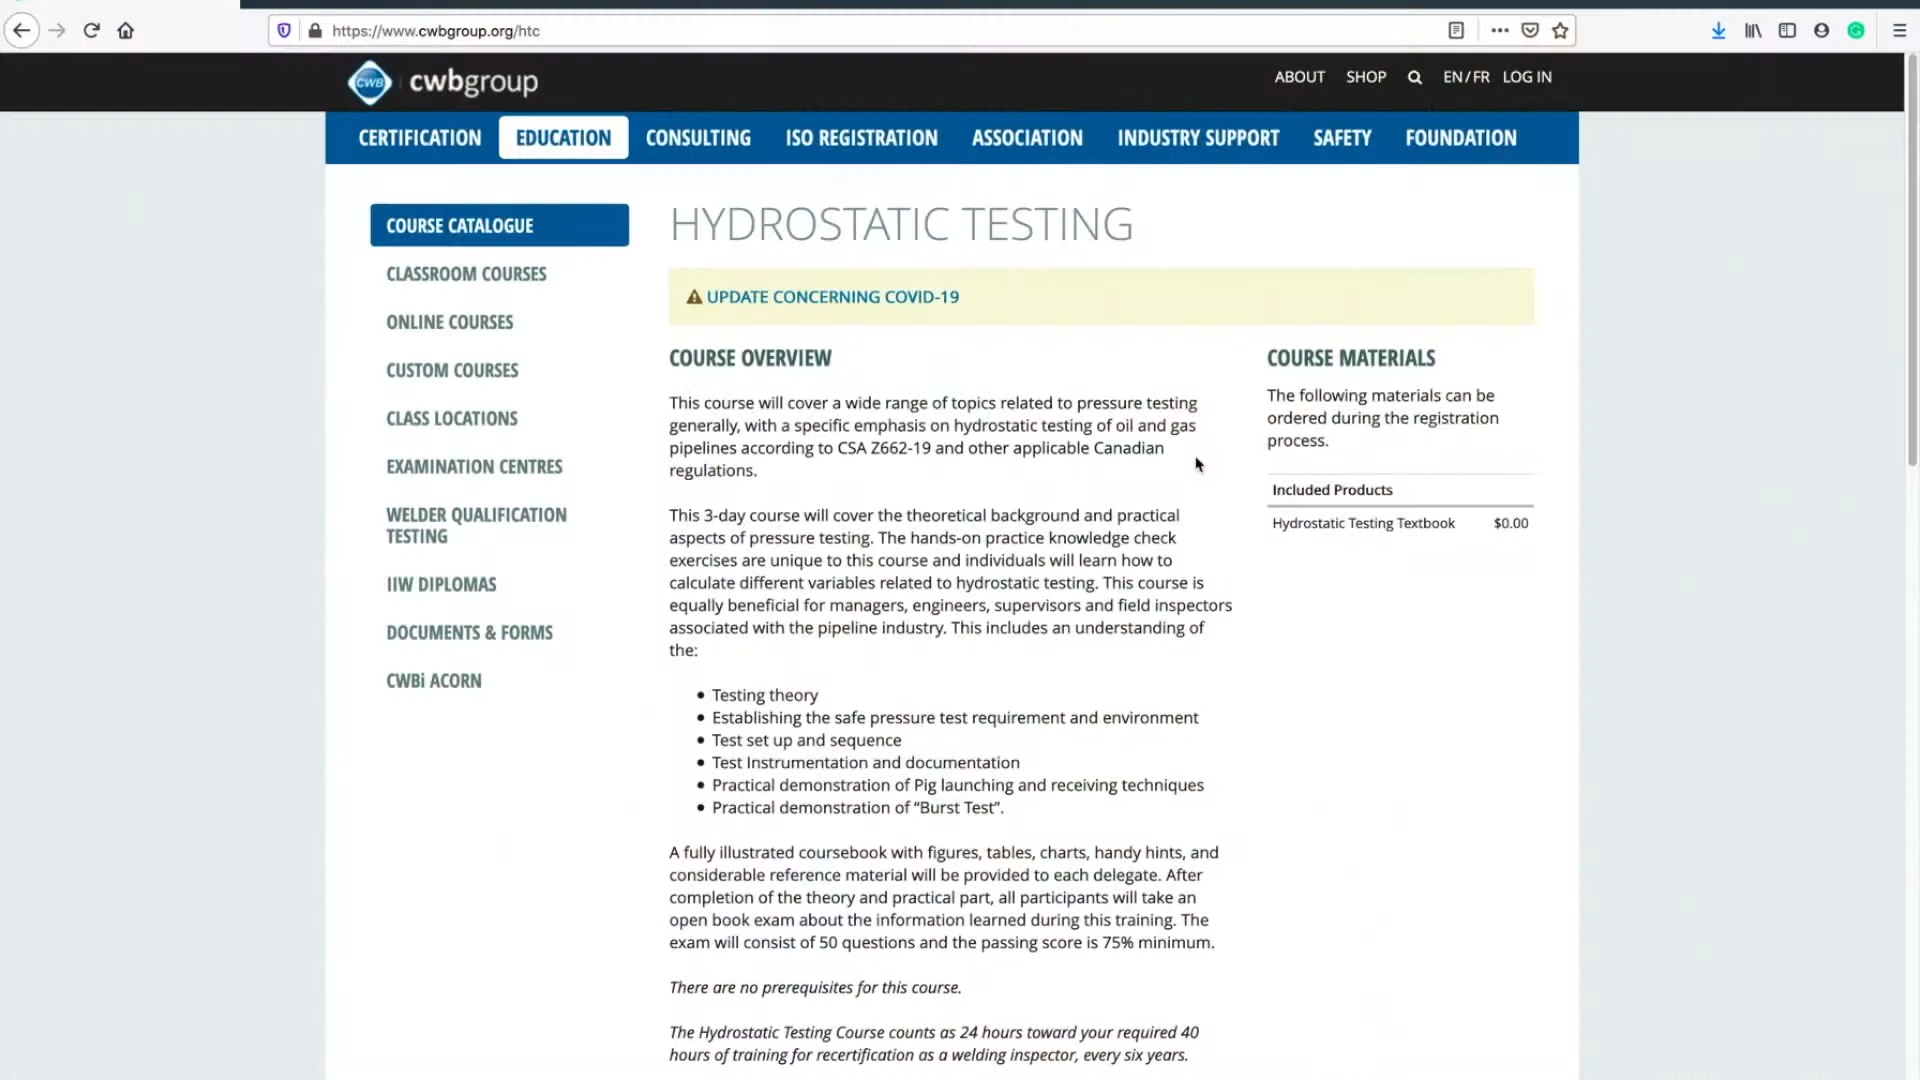 https://www.cwbgroup.org/htc
CWB
cwbgroup
ABOUT SHOP EN/FR LOG IN
CERTIFICATION EDUCATION CONSULTING ISO REGISTRATION ASSOCIATION INDUSTRY SUPPORT SAFETY FOUNDATION
COURSE CATALOGUE
CLASSROOM COURSES
ONLINE COURSES
CUSTOM COURSES
CLASS LOCATIONS
EXAMINATION CENTRES
WELDER QUALIFICATION
TESTING
IIW DIPLOMAS
DOCUMENTS & FORMS
CWBi ACORN
HYDROSTATIC TESTING
UPDATE CONCERNING COVID-19
COURSE OVERVIEW
This course will cover a wide range of topics related to pressure testing
generally, with a specific emphasis on hydrostatic testing of oil and gas
pipelines according to CSA Z662-19 and other applicable Canadian
regulations.
This 3-day course will cover the theoretical background and practical
aspects of pressure testing. The hands-on practice knowledge check
exercises are unique to this course and individuals will learn how to
calculate different variables related to hydrostatic testing. This course is
equally beneficial for managers, engineers, supervisors and field inspectors
associated with the pipeline industry. This includes an understanding of
the:
• Testing theory
• Establishing the safe pressure test requirement and environment
• Test set up and sequence
• Test Instrumentation and documentation
• Practical demonstration of Pig launching and receiving techniques
• Practical demonstration of “Burst Test”.
A fully illustrated coursebook with figures, tables, charts, handy hints, and
considerable reference material will be provided to each delegate. After
completion of the theory and practical part, all participants will take an
open book exam about the information learned during this training. The
exam will consist of 50 questions and the passing score is 75% minimum.
There are no prerequisites for this course.
The Hydrostatic Testing Course counts as 24 hours toward your required 40
hours of training for recertification as a welding inspector, every six years.
COURSE MATERIALS
The following materials can be
ordered during the registration
process.
Included Products
Hydrostatic Testing Textbook $0.00